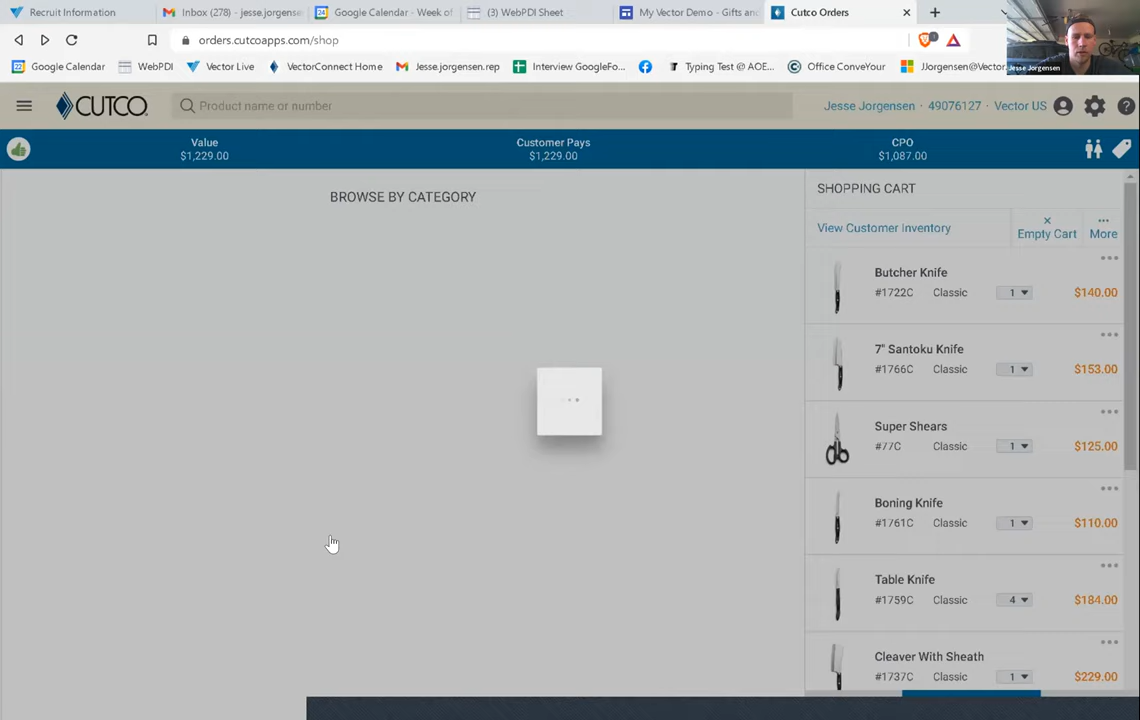 Recruit Information
Inbox (278) - jesse.jorgense
Google Calendar - Week of
(3) WebPDI Sheet
My Vector Demo - Gifts and
Cutco Orders
orders.cutcoapps.com/shop
1
Google Calendar
WebPDI
Vector Live
VectorConnect Home
Jesse.jorgensen.rep
Interview GoogleFo...
Typing Test @ AOE...
Office ConveYour
JJorgensen@Vector.
Jesse Jorgensen
CUTCO
Product name or number
Jesse Jorgensen - 49076127 - Vector US
Value
$1,229.00
Customer Pays
$1,229.00
CPO
$1,087.00
BROWSE BY CATEGORY
SHOPPING CART
View Customer Inventory
Empty Cart
More
Butcher Knife
#1722C Classic 1 $140.00
7" Santoku Knife
#1766C Classic 1 $153.00
Super Shears
#77C Classic 1 $125.00
Boning Knife
#1761C Classic 1 $110.00
Table Knife
#1759C Classic 4 $184.00
Cleaver With Sheath
#1737C Classic 1 $229.00